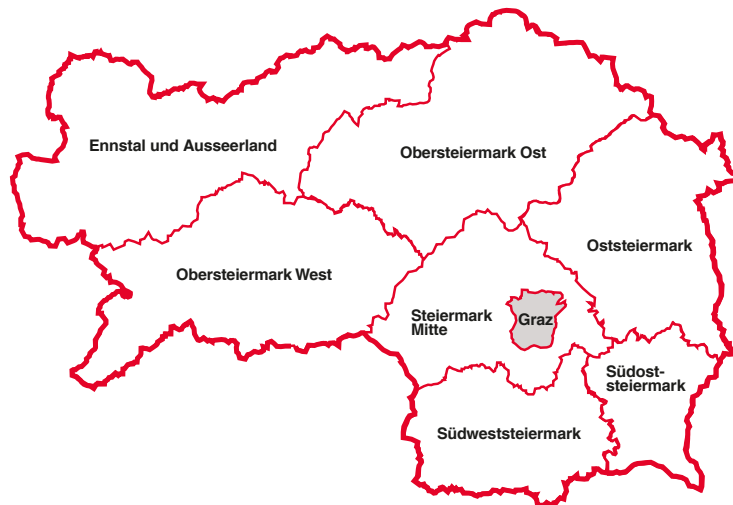 Ennstal und Ausseerland
Obersteiermark Ost
Oststeiermark
Obersteiermark West
Steiermark
Mitte
Graz
Südost-
steiermark
Südweststeiermark